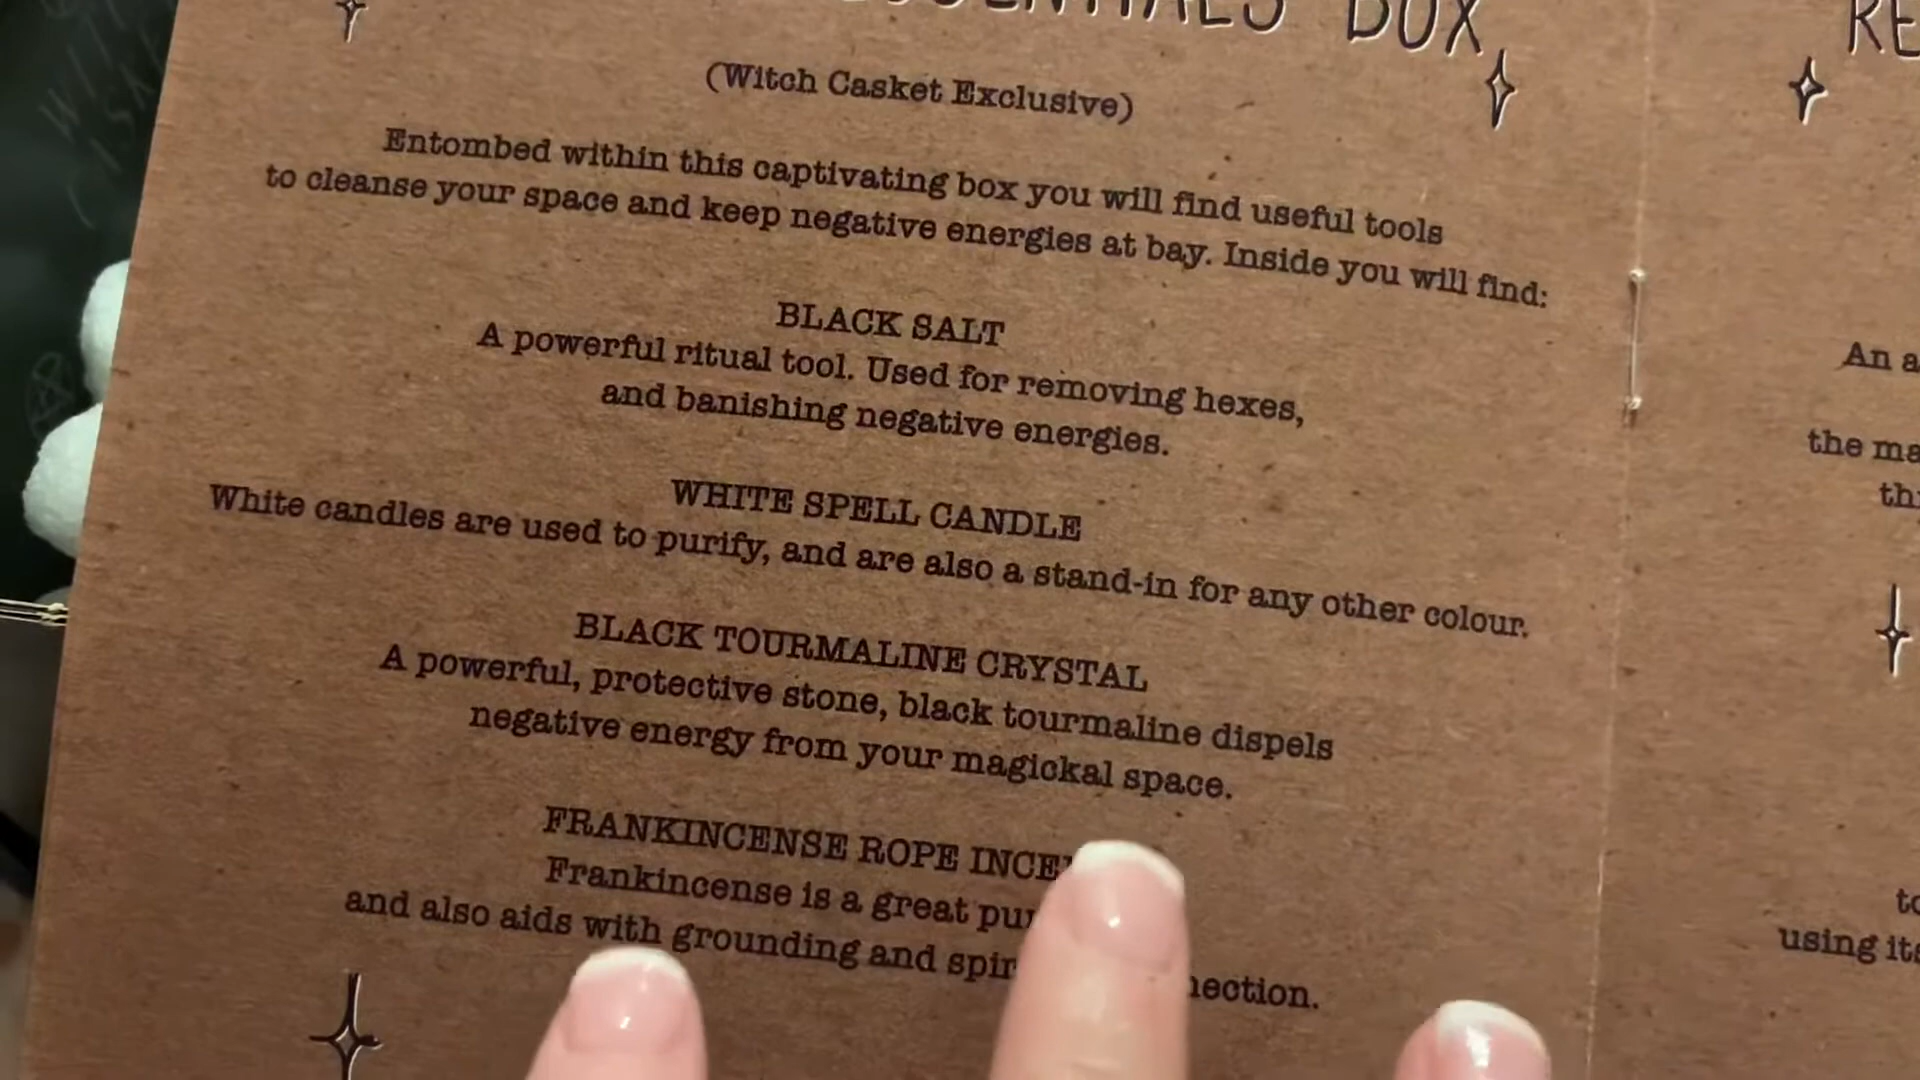 BOX
(Witch Casket Exclusive)
Entombed within this captivating box you will find useful tools
to cleanse your space and keep negative energies at bay. Inside you will find:
BLACK SALT
A powerful ritual tool. Used for removing hexes,
and banishing negative energies.
WHITE SPELL CANDLE
White candles are used to purify, and are also a stand-in for any other colour.
BLACK TOURMALINE CRYSTAL
A powerful, protective stone, black tourmaline dispels
negative energy from your magickal space.
FRANKINCENSE ROPE
Frankincense is a great
and also aids with grounding and
An a
the
using its